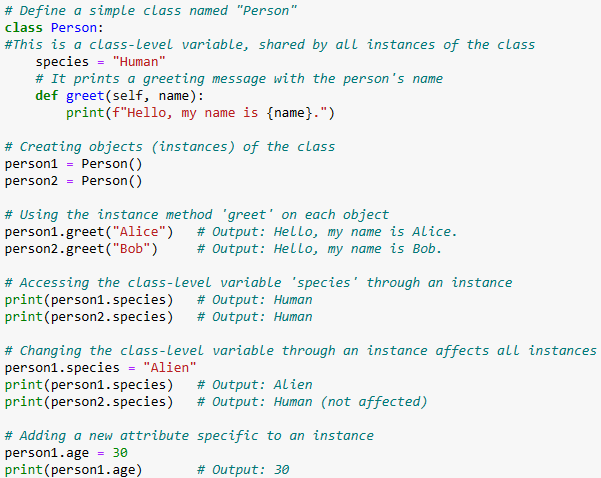 # Define a simple class named "Person"
class Person:
#This is a class-level variable, shared by all instances of the class
    species = "Human"
    # It prints a greeting message with the person's name
    def greet(self, name):
        print(f"Hello, my name is {name}.")

# Creating objects (instances) of the class
person1 = Person()
person2 = Person()

# Using the instance method 'greet' on each object
person1.greet("Alice")   # Output: Hello, my name is Alice.
person2.greet("Bob")     # Output: Hello, my name is Bob.

# Accessing the class-level variable 'species' through an instance
print(person1.species)   # Output: Human
print(person2.species)   # Output: Human

# Changing the class-level variable through an instance affects all instances
person1.species = "Alien"
print(person1.species)   # Output: Alien
print(person2.species)   # Output: Human (not affected)

# Adding a new attribute specific to an instance
person1.age = 30
print(person1.age)       # Output: 30